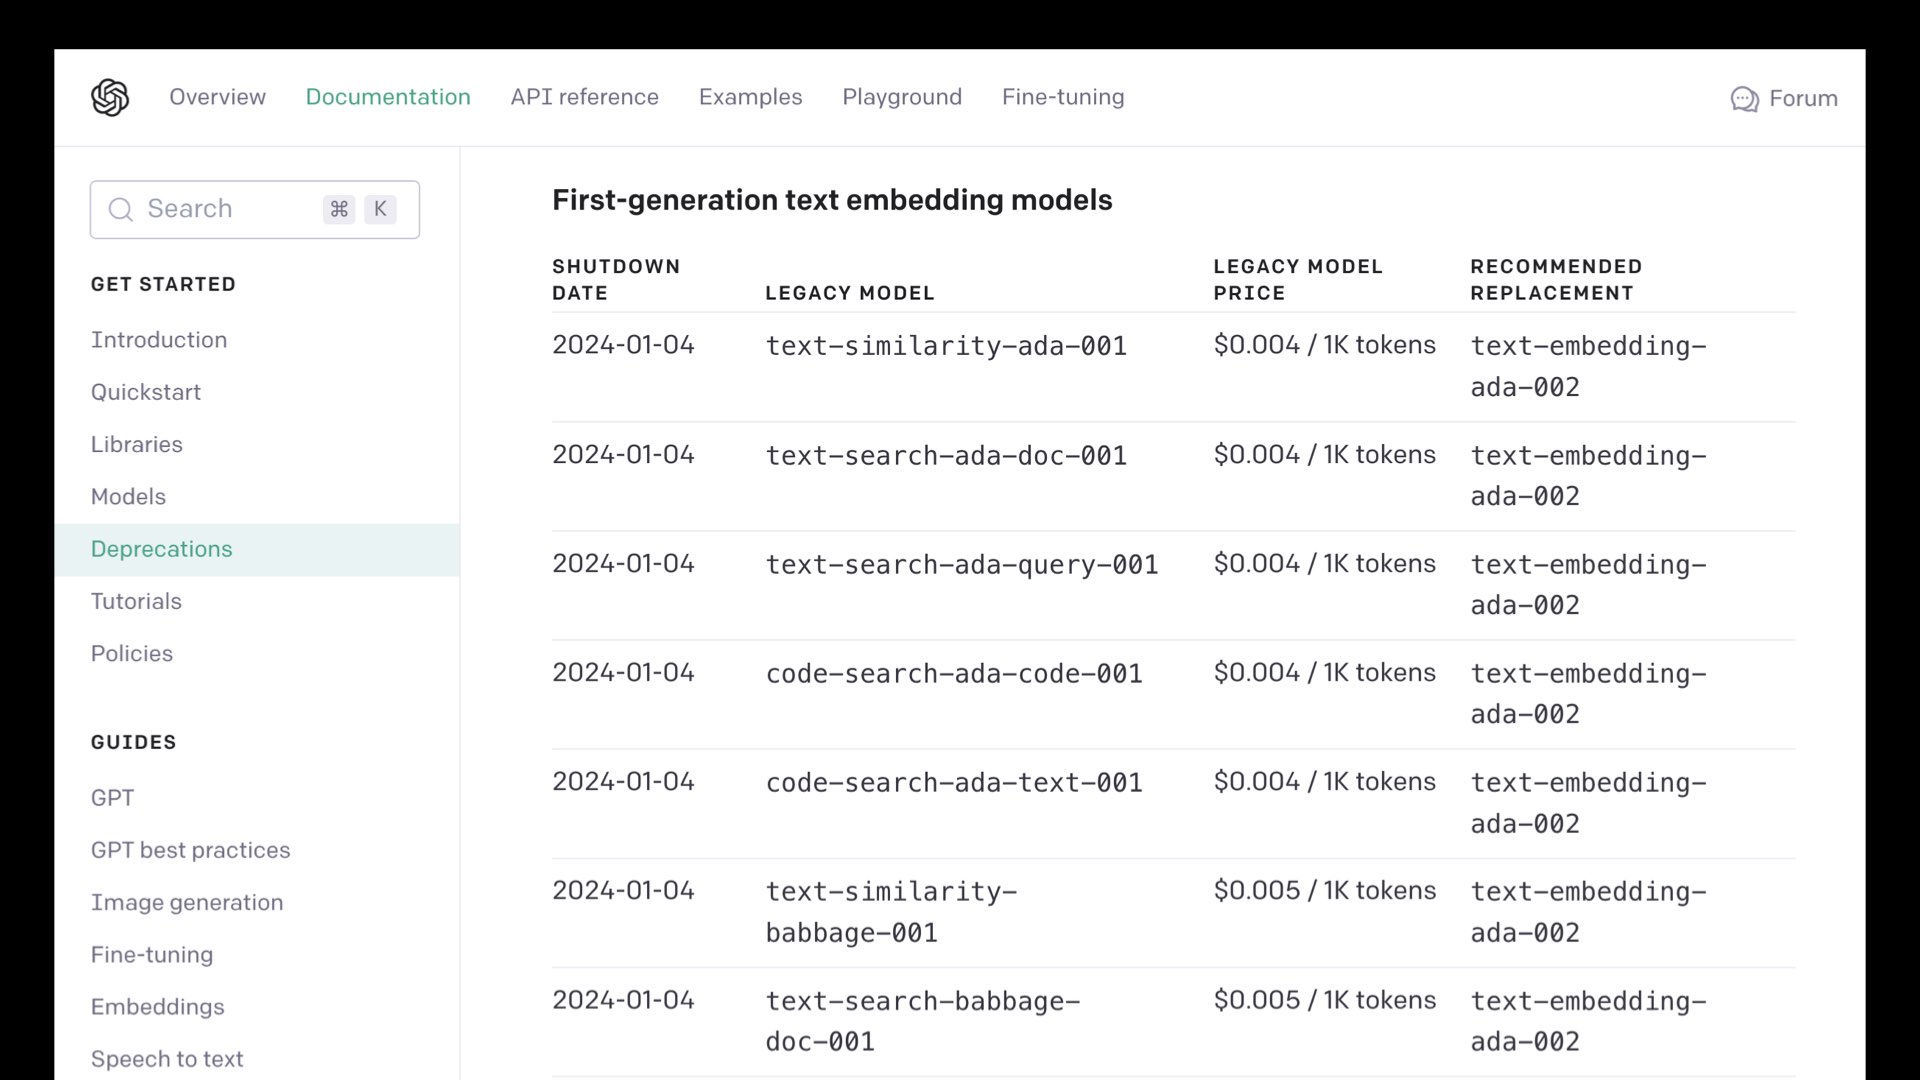 Overview Documentation API reference Examples Playground Fine-tuning Forum
Search ⌘ K
GET STARTED
Introduction
Quickstart
Libraries
Models
Deprecations
Tutorials
Policies
GUIDES
GPT
GPT best practices
Image generation
Fine-tuning
Embeddings
Speech to text
First-generation text embedding models
SHUTDOWN DATE LEGACY MODEL LEGACY MODEL PRICE RECOMMENDED REPLACEMENT
2024-01-04 text-similarity-ada-001 $0.004 / 1K tokens text-embedding-
ada-002
2024-01-04 text-search-ada-doc-001 $0.004 / 1K tokens text-embedding-
ada-002
2024-01-04 text-search-ada-query-001 $0.004 / 1K tokens text-embedding-
ada-002
2024-01-04 code-search-ada-code-001 $0.004 / 1K tokens text-embedding-
ada-002
2024-01-04 code-search-ada-text-001 $0.004 / 1K tokens text-embedding-
ada-002
2024-01-04 text-similarity- $0.005 / 1K tokens text-embedding-
babbage-001 ada-002
2024-01-04 text-search-babbage- $0.005 / 1K tokens text-embedding-
doc-001 ada-002